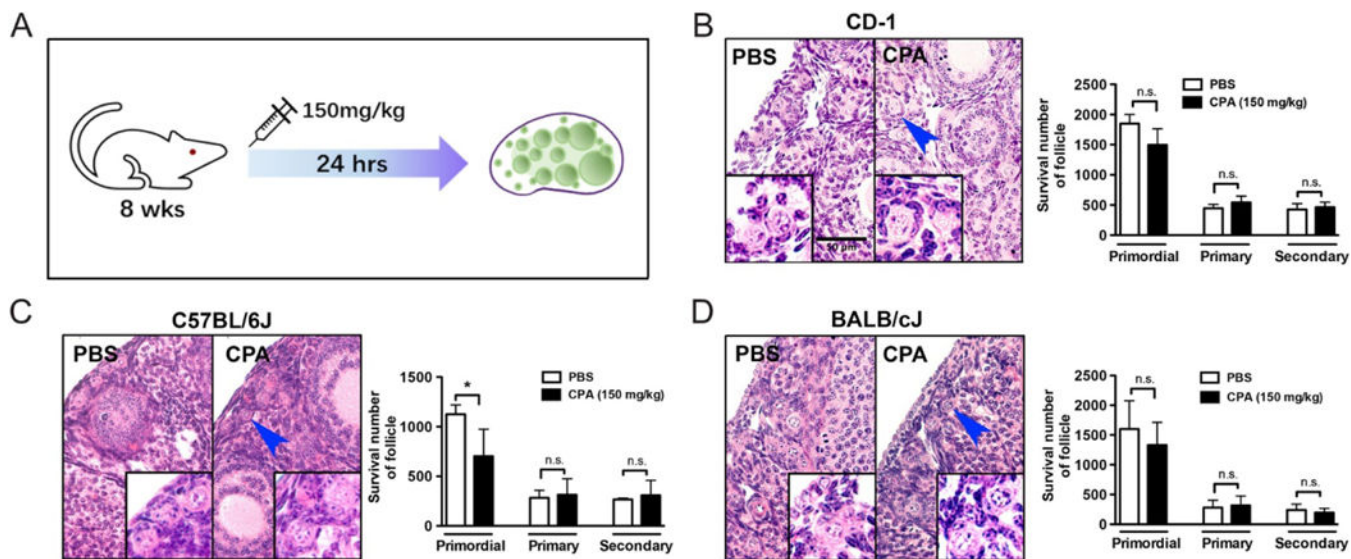 A
150mg/kg
24 hrs
8 wks
B
CD-1
PBS
CPA
50 µm
Survival number
of follicle
2500
2000
1500
1000
500
0
n.s.
n.s.
n.s.
PBS
CPA (150 mg/kg)
Primordial
Primary
Secondary
C
C57BL/6J
PBS
CPA
Survival number
of follicle
1500
1000
500
0
*
n.s.
n.s.
PBS
CPA (150 mg/kg)
Primordial
Primary
Secondary
D
BALB/cJ
PBS
CPA
Survival number
of follicle
2500
2000
1500
1000
500
0
n.s.
n.s.
n.s.
PBS
CPA (150 mg/kg)
Primordial
Primary
Secondary